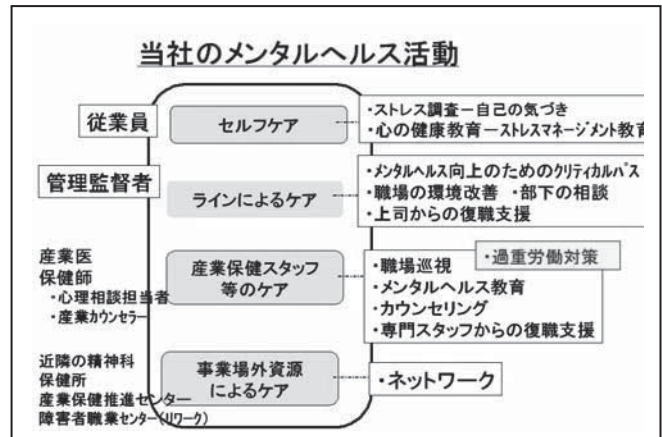 当社のメンタルヘルス活動
従業員
セルフケア
・ストレス調査ー自己の気づき
・心の健康教育ーストレスマネージメント教育
管理監督者
ラインによるケア
・メンタルヘルス向上のためのクリティカルパス
・職場の環境改善 ・部下の相談
・上司からの復職支援
産業医
保健師
・心理相談担当者
・産業カウンセラー
産業保健スタッフ
等のケア
・過重労働対策
・職場巡視
・メンタルヘルス教育
・カウンセリング
・専門スタッフからの復職支援
近隣の精神科
保健所
産業保健推進センター
障害者職業センター(リワーク)
事業場外資源
によるケア
・ネットワーク